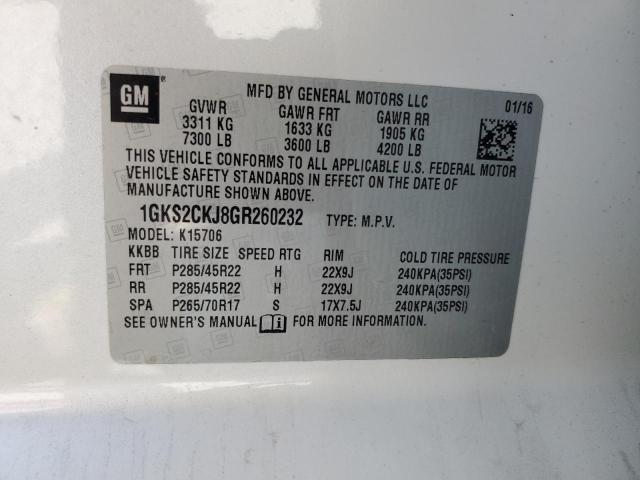 GM
MFD BY GENERAL MOTORS LLC 01/16
GVWR GAWR FRT GAWR RR
3311 KG 1633 KG 1905 KG
7300 LB 3600 LB 4200 LB
THIS VEHICLE CONFORMS TO ALL APPLICABLE U.S. FEDERAL MOTOR
VEHICLE SAFETY STANDARDS IN EFFECT ON THE DATE OF
MANUFACTURE SHOWN ABOVE.
1GKS2CKJ8GR260232 TYPE: M.P.V.
MODEL: K15706
KKBB TIRE SIZE SPEED RTG RIM COLD TIRE PRESSURE
FRT P285/45R22 H 22X9J 240KPA(35PSI)
RR P285/45R22 H 22X9J 240KPA(35PSI)
SPA P265/70R17 S 17X7.5J 240KPA(35PSI)
SEE OWNER'S MANUAL FOR MORE INFORMATION.